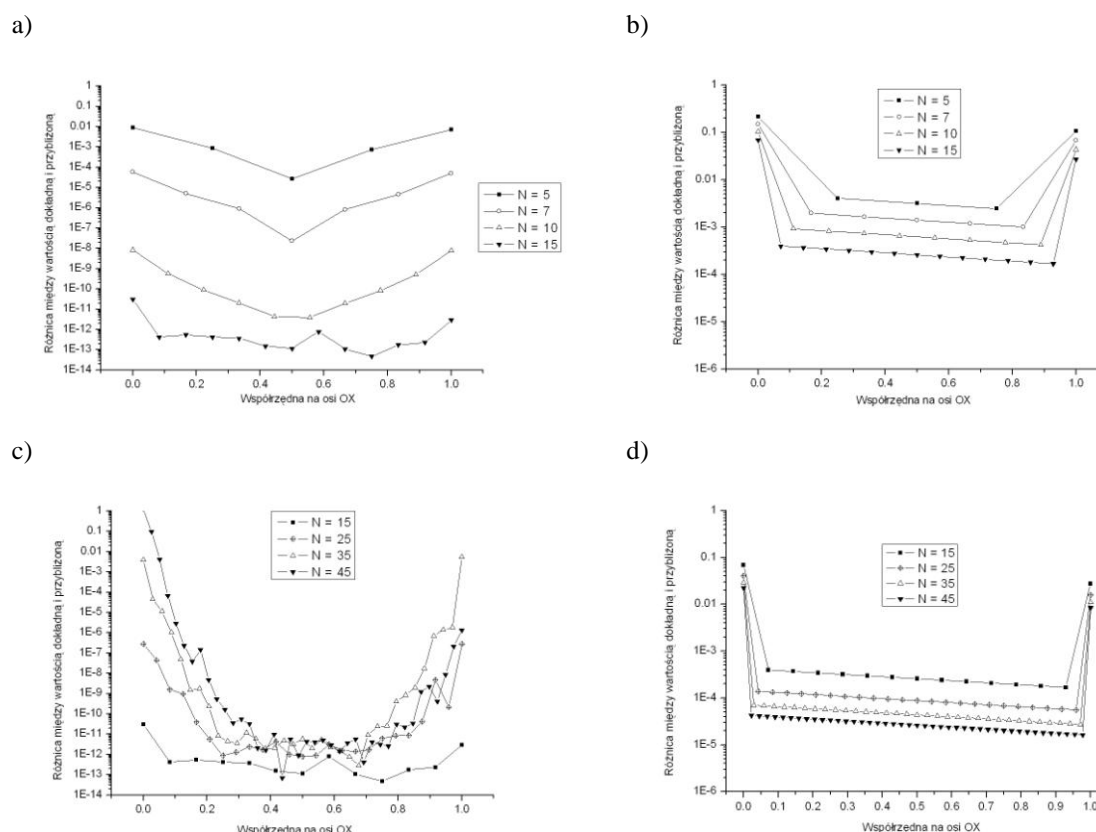 a)
Różnica między wartością dokładną i przybliżoną
1
0.1
0.01
1E-3
1E-4
1E-5
1E-6
1E-7
1E-8
1E-9
1E-10
1E-11
1E-12
1E-13
1E-14
0.0 0.2 0.4 0.6 0.8 1.0
Współrzędna na osi OX
N = 5
N = 7
N = 10
N = 15
b)
Różnica między wartością dokładną i przybliżoną
1
0.1
0.01
1E-3
1E-4
1E-5
1E-6
0.0 0.2 0.4 0.6 0.8 1.0
Współrzędna na osi OX
N = 5
N = 7
N = 10
N = 15
c)
Różnica między wartością dokładną i przybliżoną
1
0.1
0.01
1E-3
1E-4
1E-5
1E-6
1E-7
1E-8
1E-9
1E-10
1E-11
1E-12
1E-13
1E-14
0.0 0.2 0.4 0.6 0.8 1.0
Współrzędna na osi OX
N = 15
N = 25
N = 35
N = 45
d)
Różnica między wartością dokładną i przybliżoną
1
0.1
0.01
1E-3
1E-4
1E-5
1E-6
0.0 0.1 0.2 0.3 0.4 0.5 0.6 0.7 0.8 0.9 1.0
Współrzędna na osi OX
N = 15
N = 25
N = 35
N = 45